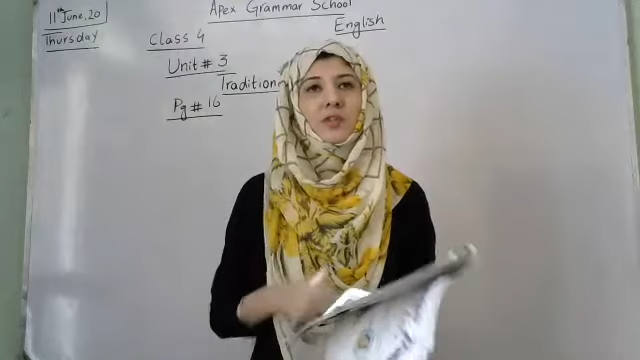 11th June, 20
Thursday
Apex Grammar School
English
Class 4
Unit # 3
Tradition
Pg # 16